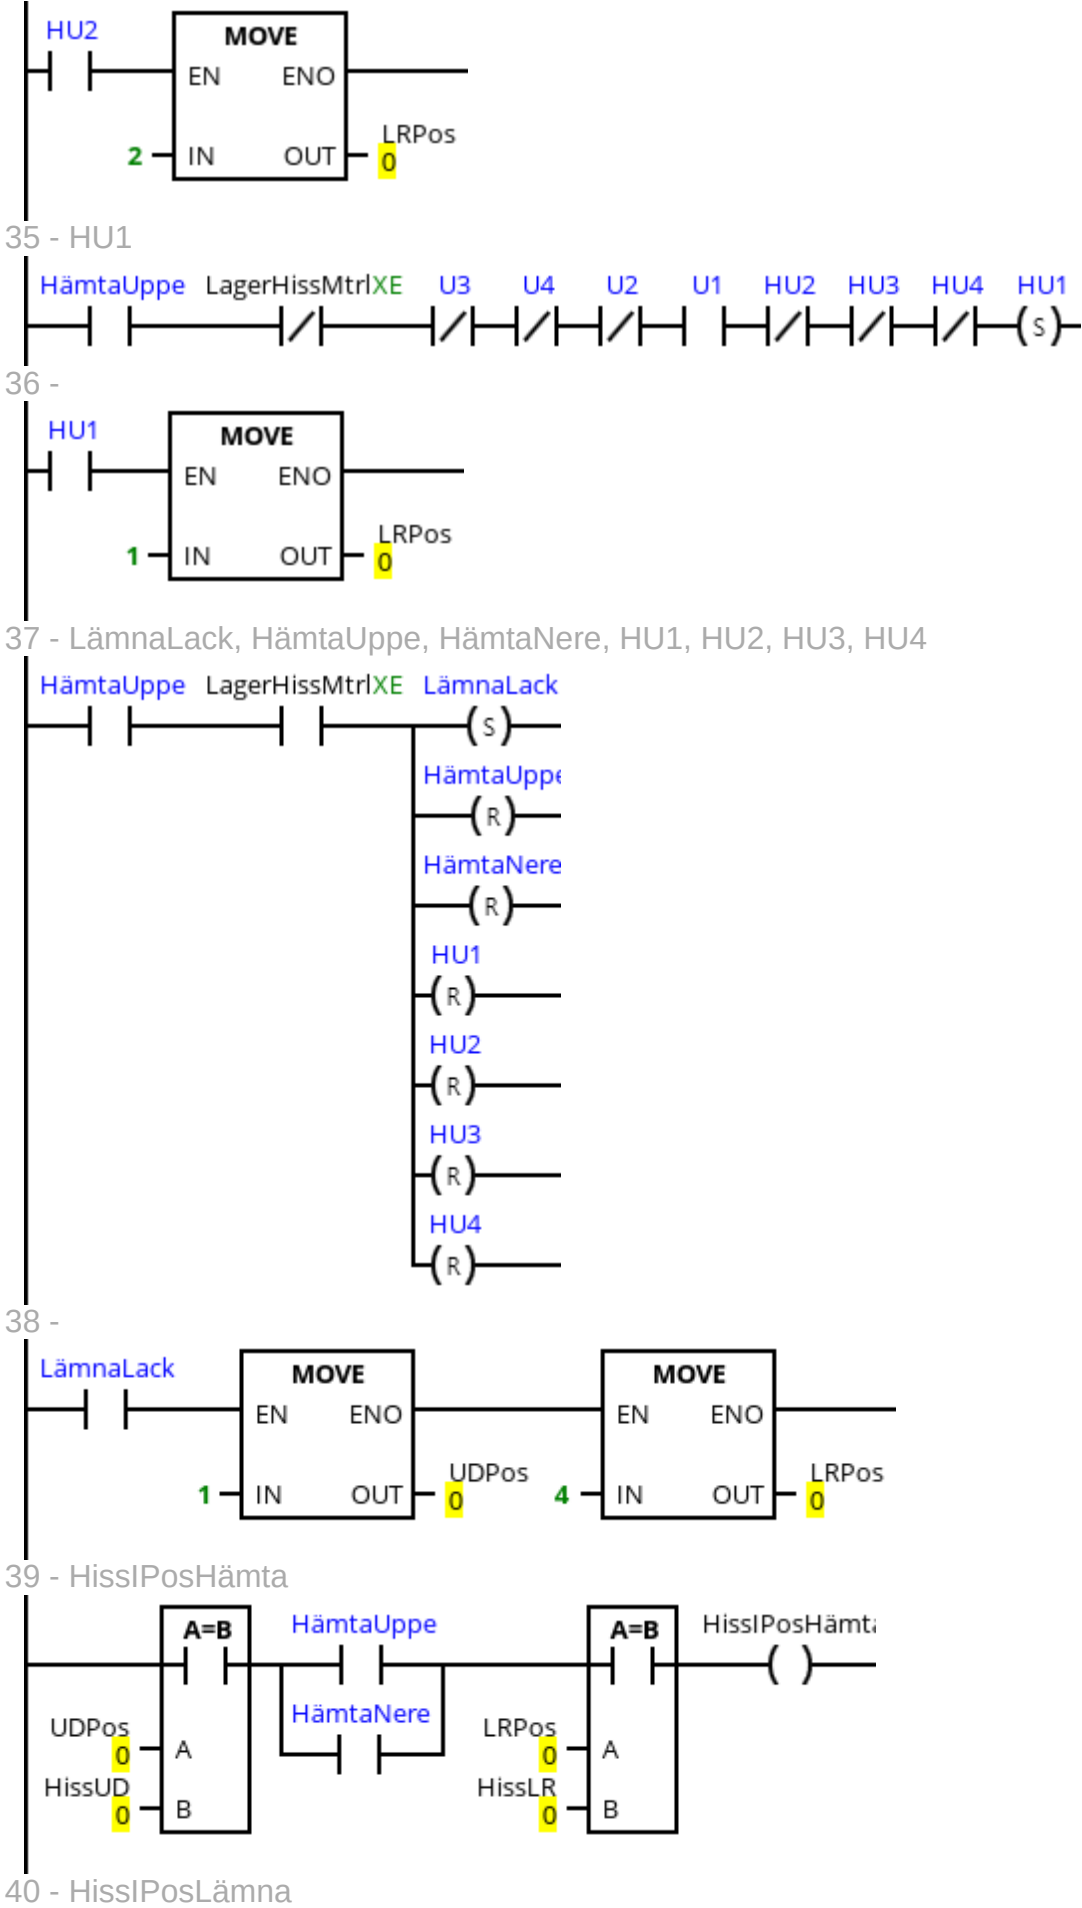 HU2
MOVE
EN ENO
LRPos
2 IN OUT 0
35 - HU1
HämtaUppe LagerHissMtrlXE U3 U4 U2 U1 HU2 HU3 HU4 HU1
S
36 -
HU1
MOVE
EN ENO
LRPos
1 IN OUT 0
37 - LämnaLack, HämtaUppe, HämtaNere, HU1, HU2, HU3, HU4
HämtaUppe LagerHissMtrlXE LämnaLack
S
HämtaUppe
R
HämtaNere
R
HU1
R
HU2
R
HU3
R
HU4
R
38 -
LämnaLack MOVE MOVE
EN ENO EN ENO
UDPos LRPos
1 IN OUT 0 4 IN OUT 0
39 - HissIPosHämta
A=B HämtaUppe A=B HissIPosHämta
HämtaNere
UDPos LRPos
0 A 0 A
HissUD HissLR
0 B 0 B
40 - HissIPosLämna